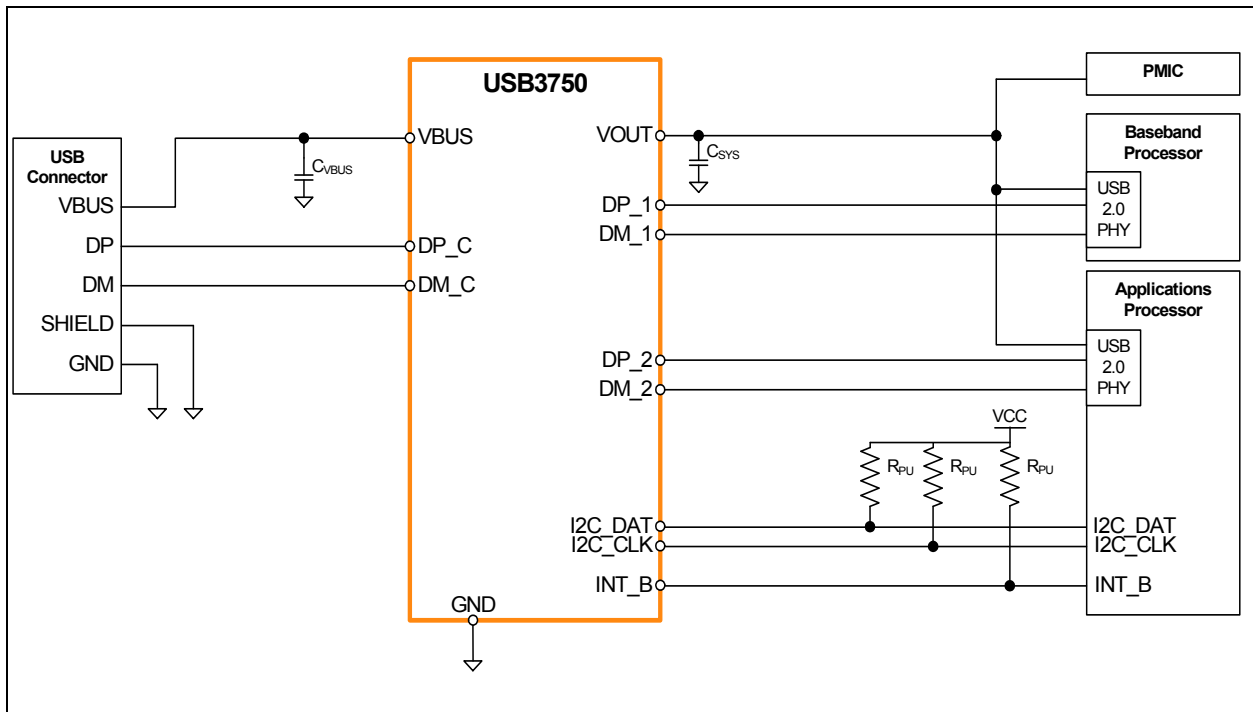 USB3750
PMIC
Baseband
Processor
USB
2.0
PHY
Applications
Processor
USB
2.0
PHY
I2C_DAT
I2C_CLK
INT_B
USB
Connector
VBUS
DP
DM
SHIELD
GND
CVBUS
VBUS
DP_C
DM_C
GND
VOUT
DP_1
DM_1
DP_2
DM_2
I2C_DAT
I2C_CLK
INT_B
CSYS
VCC
RPU
RPU
RPU